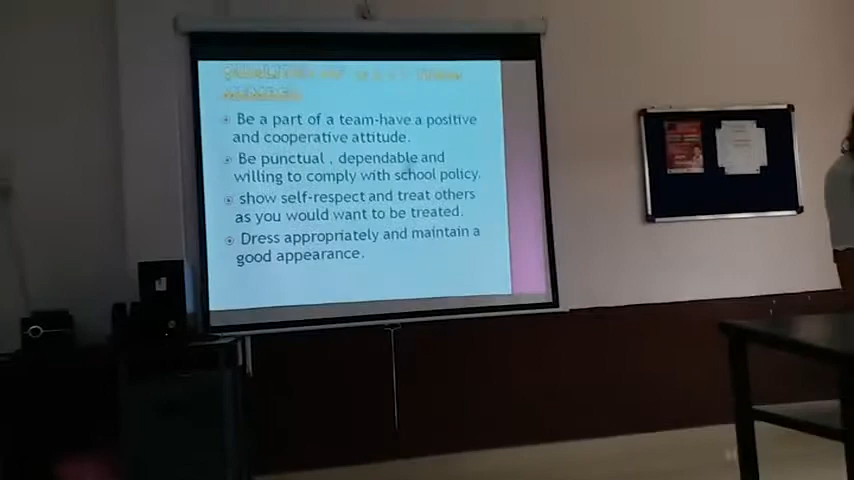 MEMBER
Be a part of a team-have a positive
and cooperative attitude.
Be punctual , dependable and
willing to comply with school policy.
show self-respect and treat others
as you would want to be treated.
Dress appropriately and maintain a
good appearance.